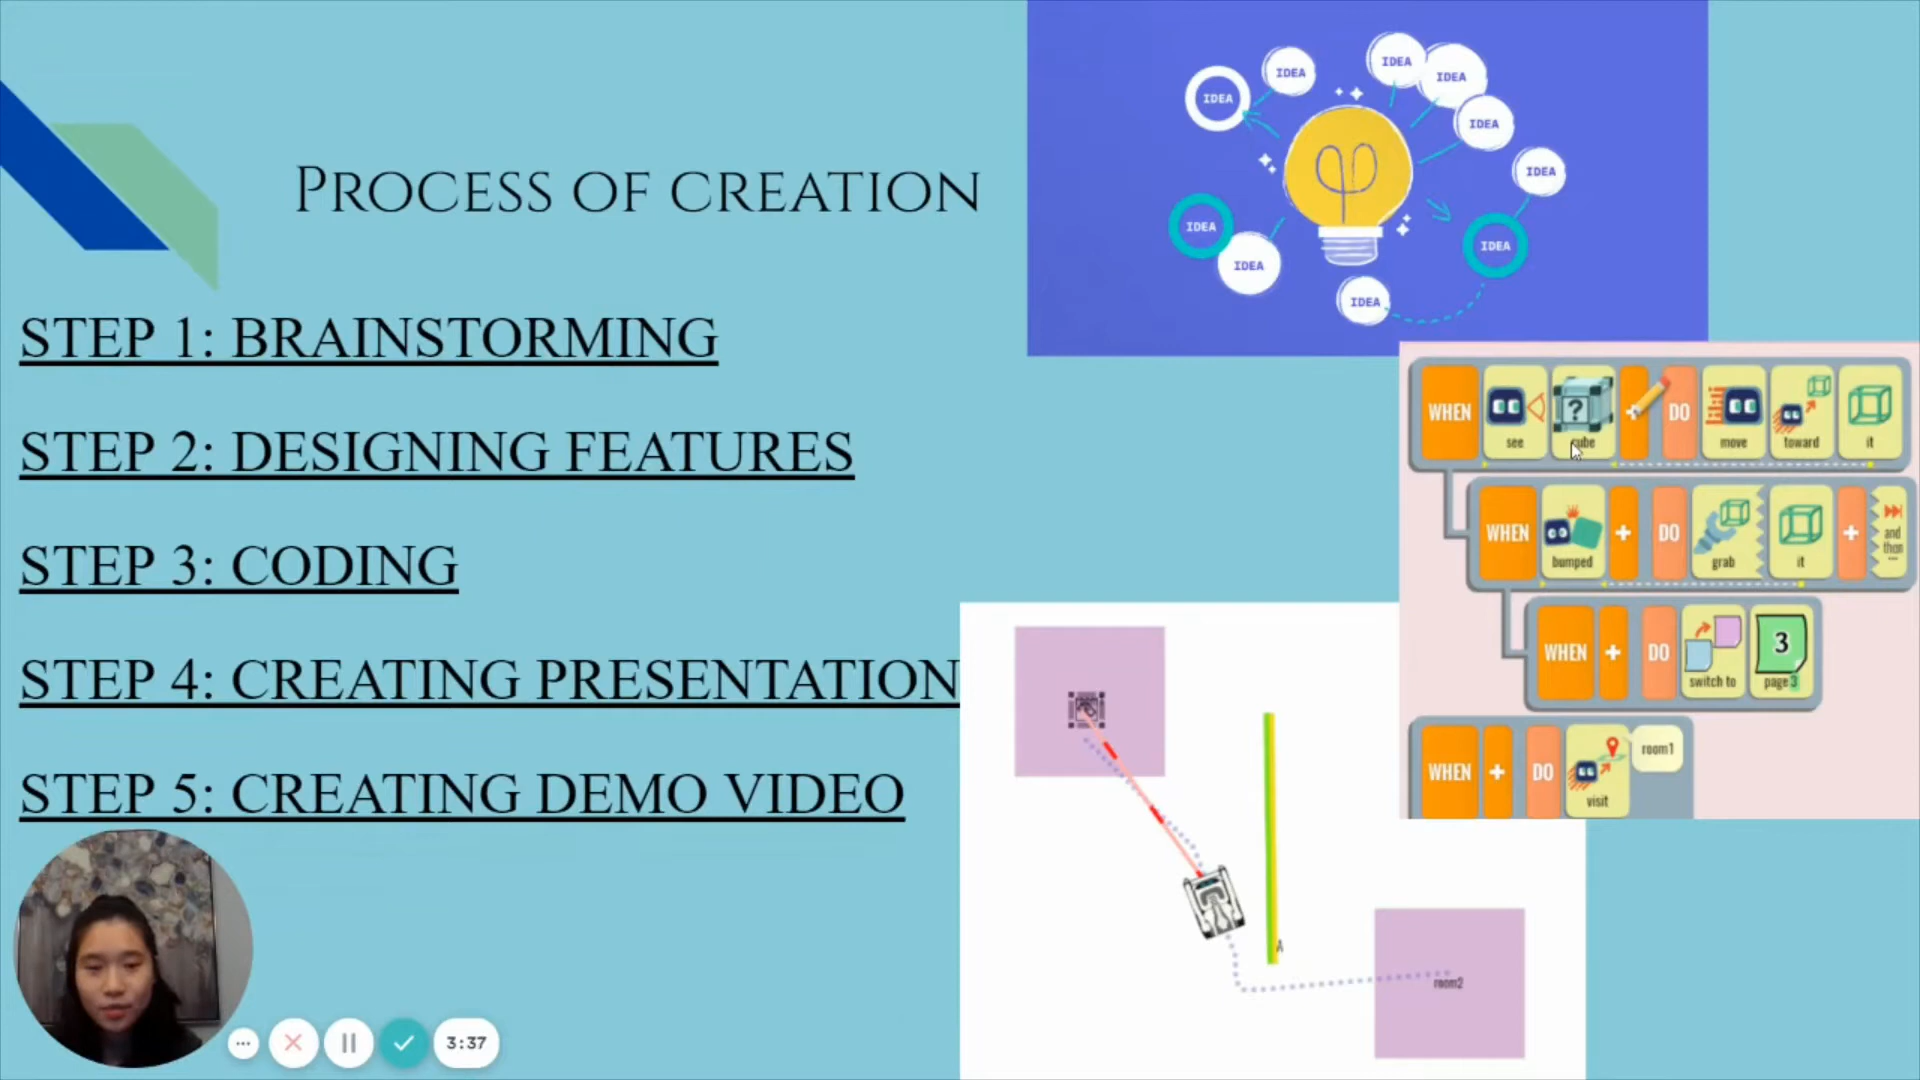 PROCESS OF CREATION
STEP 1: BRAINSTORMING
STEP 2: DESIGNING FEATURES
STEP 3: CODING
STEP 4: CREATING PRESENTATION
STEP 5: CREATING DEMO VIDEO
IDEA
IDEA
IDEA
IDEA
IDEA
IDEA
IDEA
IDEA
IDEA
IDEA
WHEN see cube + DO move toward it
WHEN bumped + DO grab it + and then ...
WHEN + DO switch to 3 page 3
WHEN + DO visit room1
A
room2
3:37